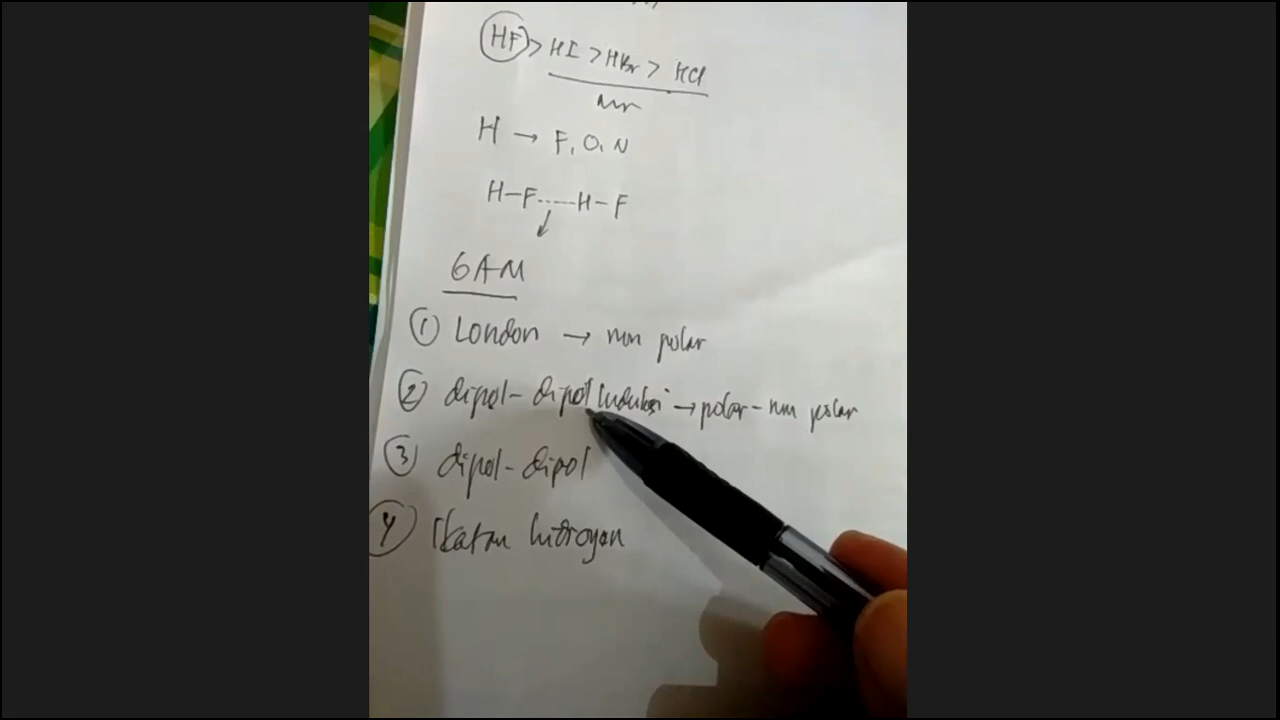 HF > HI > HBr > HCl
Mr
H → F, O, N
H-F.....H-F
GAM
① London → non polar
② dipol-dipol Induksi → polar-non polar
③ dipol-dipol
④ Ikatan hidrogen